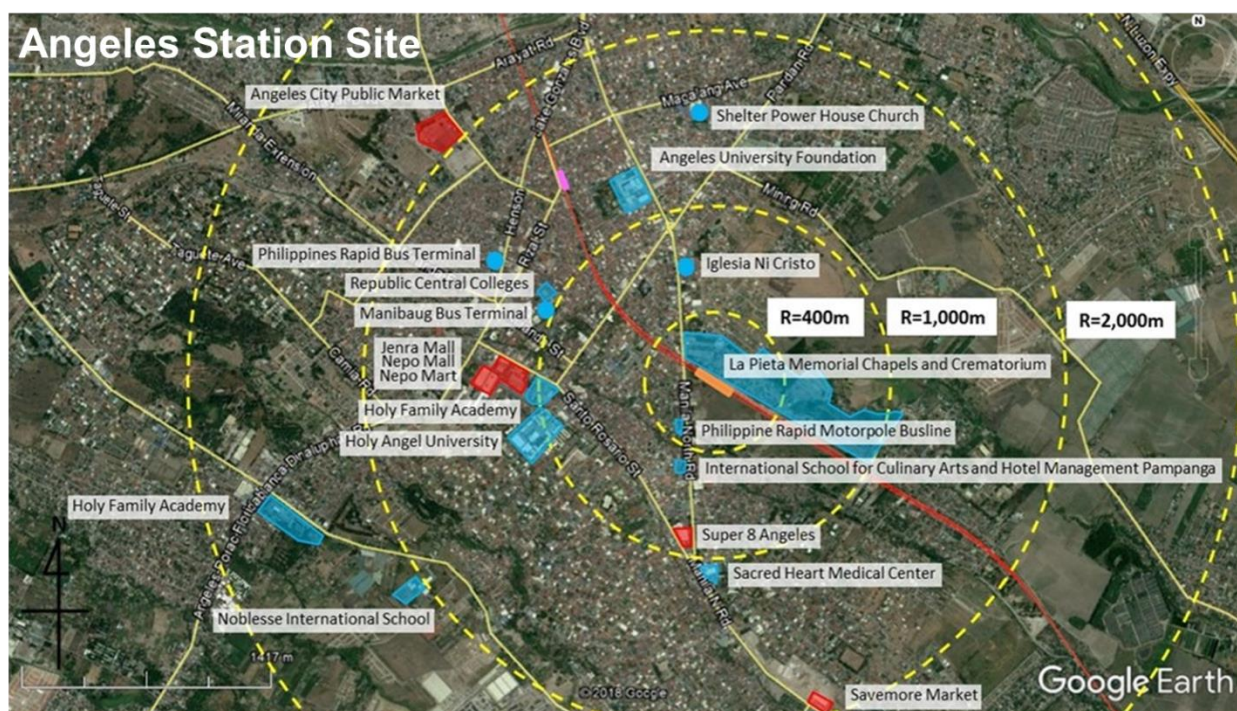 Angeles Station Site
N
N Luzon Expy
Arayat Rd
Pandan Rd
Magalang Ave
Angeles City Public Market
Shelter Power House Church
Miranda Extension
Angeles University Foundation
Henson
Rizal St
Mining Rd
Taguete Ave
Philippines Rapid Bus Terminal
Iglesia Ni Cristo
Republic Central Colleges
Manibaug Bus Terminal
R=400m
R=1,000m
R=2,000m
Jenra Mall
Nepo Mall
Nepo Mart
La Pieta Memorial Chapels and Crematorium
Holy Family Academy
Santo Rosario St
Philippine Rapid Motorpole Busline
Holy Angel University
International School for Culinary Arts and Hotel Management Pampanga
Holy Family Academy
N
Super 8 Angeles
Sacred Heart Medical Center
Noblesse International School
1417 m
© 2018 Google
Savemore Market
Google Earth